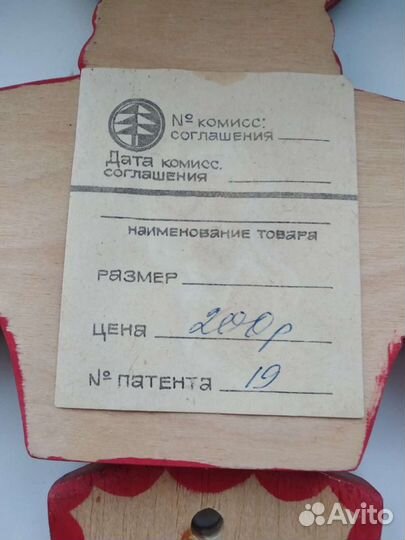 № комисс:
соглашения
Дата комисс.
соглашения
наименование товара
размер
цена 200р
№ патента 19
Avito